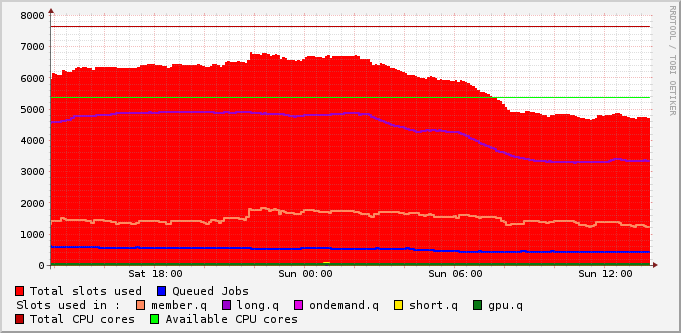 8000
7000
6000
5000
4000
3000
2000
1000
0
Sat 18:00 Sun 00:00 Sun 06:00 Sun 12:00
RRDTOOL / TOBI OETIKER
Total slots used Queued Jobs
Slots used in : member.q long.q ondemand.q short.q gpu.q
Total CPU cores Available CPU cores